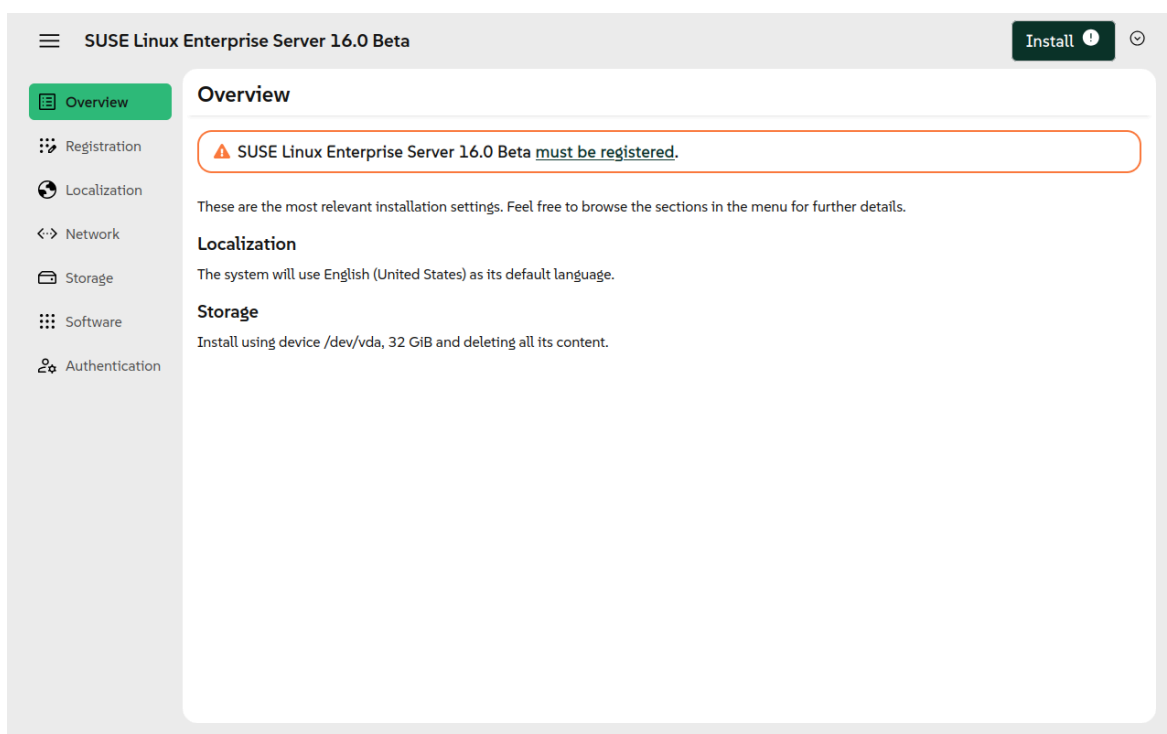 SUSE Linux Enterprise Server 16.0 Beta
Install
Overview
Registration
Localization
Network
Storage
Software
Authentication
Overview
SUSE Linux Enterprise Server 16.0 Beta must be registered.
These are the most relevant installation settings. Feel free to browse the sections in the menu for further details.
Localization
The system will use English (United States) as its default language.
Storage
Install using device /dev/vda, 32 GiB and deleting all its content.